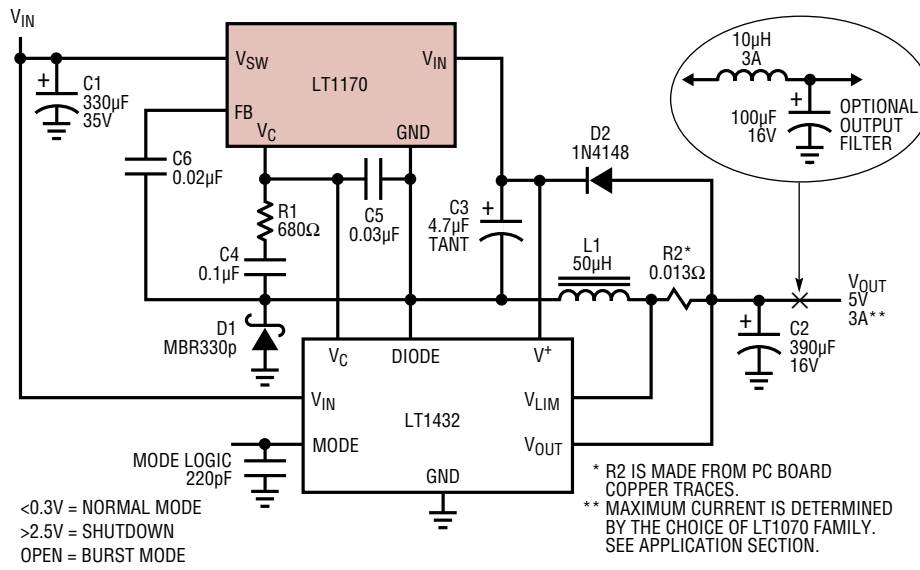 VIN
C1
330µF
35V
VSW
VIN
LT1170
FB
VC
GND
C6
0.02µF
R1
680Ω
C5
0.03µF
C4
0.1µF
C3
4.7µF
TANT
D2
1N4148
10µH
3A
100µF
16V
OPTIONAL
OUTPUT
FILTER
L1
50µH
R2*
0.013Ω
VOUT
5V
3A**
C2
390µF
16V
D1
MBR330p
VC
DIODE
V+
VIN
VLIM
LT1432
MODE
VOUT
GND
MODE LOGIC
220pF
<0.3V = NORMAL MODE
>2.5V = SHUTDOWN
OPEN = BURST MODE
* R2 IS MADE FROM PC BOARD
COPPER TRACES.
** MAXIMUM CURRENT IS DETERMINED
BY THE CHOICE OF LT1070 FAMILY.
SEE APPLICATION SECTION.